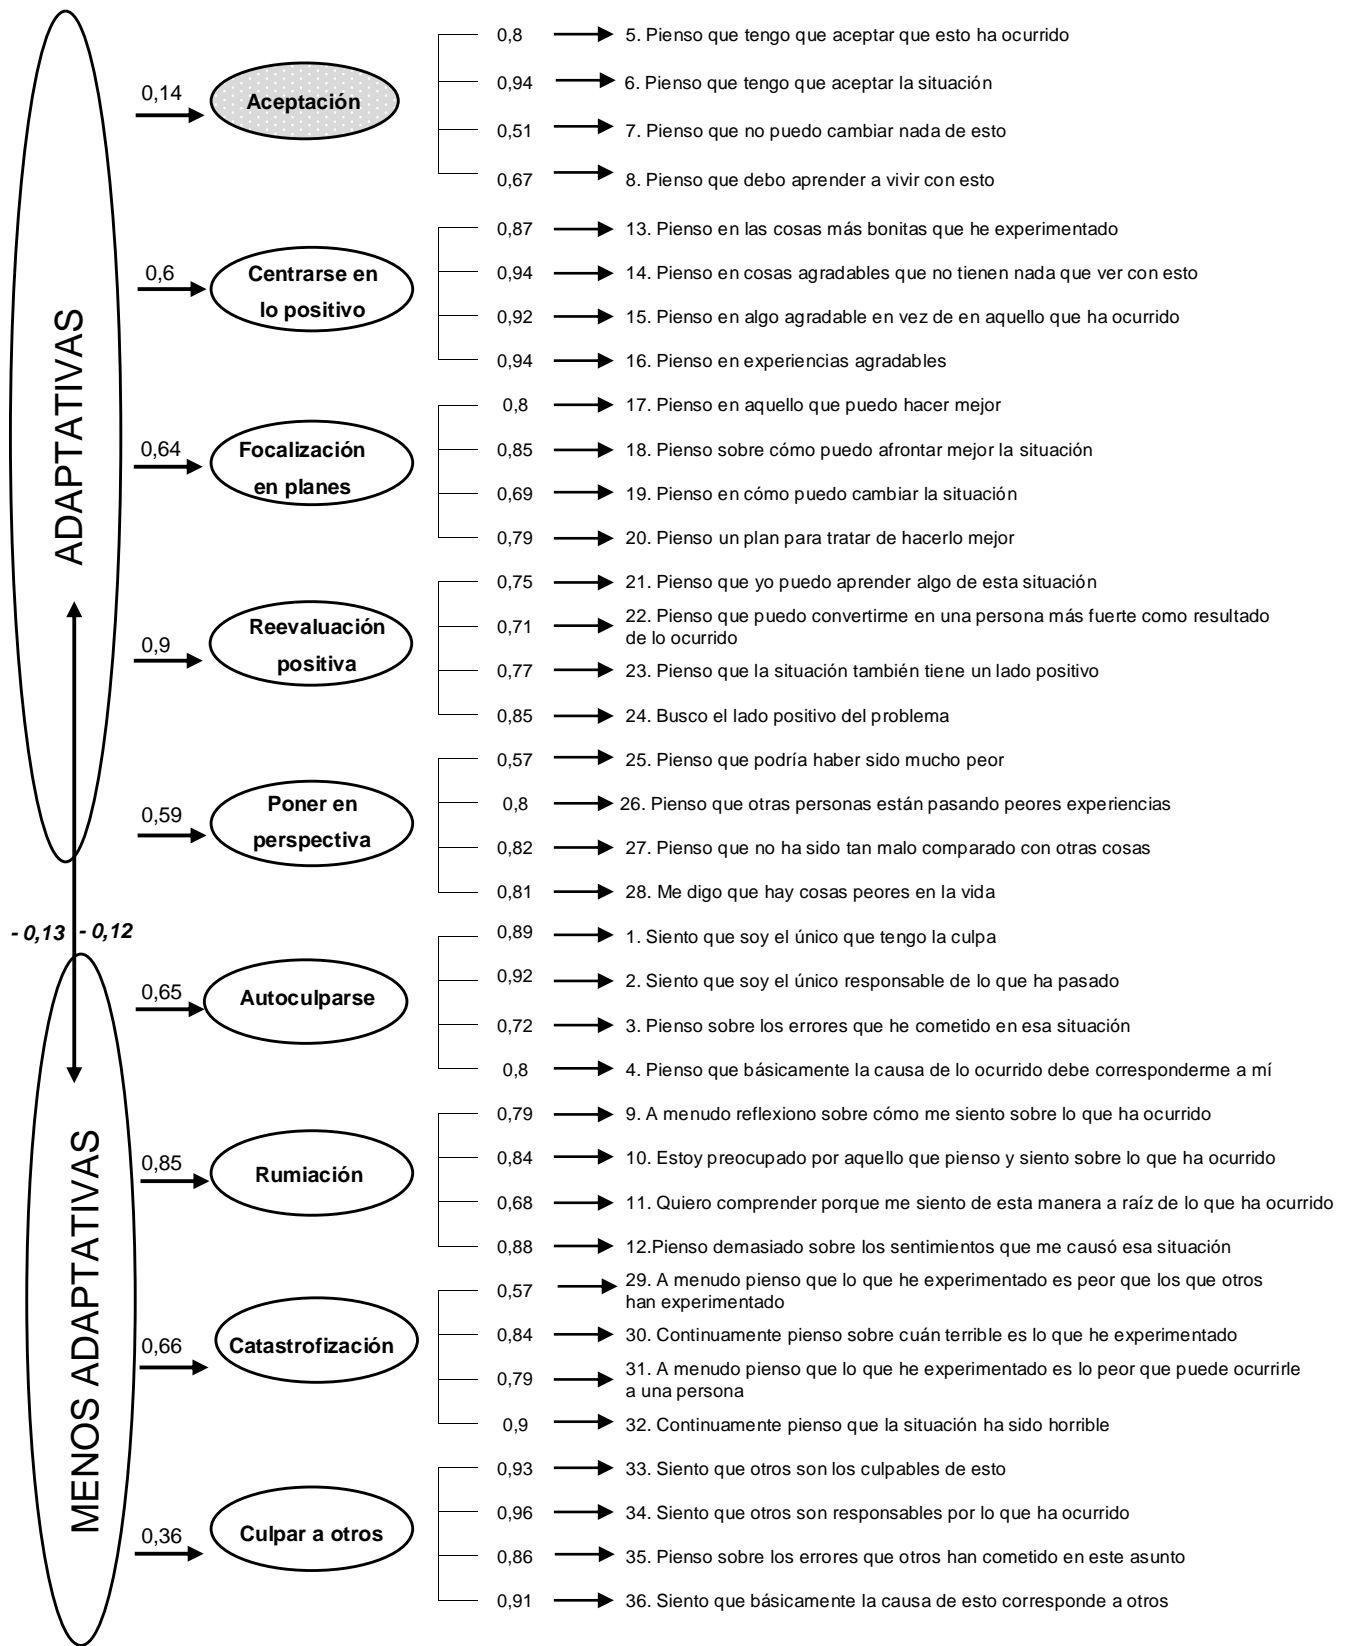 ADAPTATIVAS
0,14
Aceptación
0,8 5. Pienso que tengo que aceptar que esto ha ocurrido
0,94 6. Pienso que tengo que aceptar la situación
0,51 7. Pienso que no puedo cambiar nada de esto
0,67 8. Pienso que debo aprender a vivir con esto
0,6
Centrarse en
lo positivo
0,87 13. Pienso en las cosas más bonitas que he experimentado
0,94 14. Pienso en cosas agradables que no tienen nada que ver con esto
0,92 15. Pienso en algo agradable en vez de en aquello que ha ocurrido
0,94 16. Pienso en experiencias agradables
0,64
Focalización
en planes
0,8 17. Pienso en aquello que puedo hacer mejor
0,85 18. Pienso sobre cómo puedo afrontar mejor la situación
0,69 19. Pienso en cómo puedo cambiar la situación
0,79 20. Pienso un plan para tratar de hacerlo mejor
0,9
Reevaluación
positiva
0,75 21. Pienso que yo puedo aprender algo de esta situación
0,71 22. Pienso que puedo convertirme en una persona más fuerte como resultado
de lo ocurrido
0,77 23. Pienso que la situación también tiene un lado positivo
0,85 24. Busco el lado positivo del problema
0,59
Poner en
perspectiva
0,57 25. Pienso que podría haber sido mucho peor
0,8 26. Pienso que otras personas están pasando peores experiencias
0,82 27. Pienso que no ha sido tan malo comparado con otras cosas
0,81 28. Me digo que hay cosas peores en la vida
- 0,13 - 0,12
MENOS ADAPTATIVAS
0,65
Autoculparse
0,89 1. Siento que soy el único que tengo la culpa
0,92 2. Siento que soy el único responsable de lo que ha pasado
0,72 3. Pienso sobre los errores que he cometido en esa situación
0,8 4. Pienso que básicamente la causa de lo ocurrido debe corresponderme a mí
0,85
Rumiación
0,79 9. A menudo reflexiono sobre cómo me siento sobre lo que ha ocurrido
0,84 10. Estoy preocupado por aquello que pienso y siento sobre lo que ha ocurrido
0,68 11. Quiero comprender porque me siento de esta manera a raíz de lo que ha ocurrido
0,88 12.Pienso demasiado sobre los sentimientos que me causó esa situación
0,66
Catastrofización
0,57 29. A menudo pienso que lo que he experimentado es peor que los que otros
han experimentado
0,84 30. Continuamente pienso sobre cuán terrible es lo que he experimentado
0,79 31. A menudo pienso que lo que he experimentado es lo peor que puede ocurrirle
a una persona
0,9 32. Continuamente pienso que la situación ha sido horrible
0,36
Culpar a otros
0,93 33. Siento que otros son los culpables de esto
0,96 34. Siento que otros son responsables por lo que ha ocurrido
0,86 35. Pienso sobre los errores que otros han cometido en este asunto
0,91 36. Siento que básicamente la causa de esto corresponde a otros